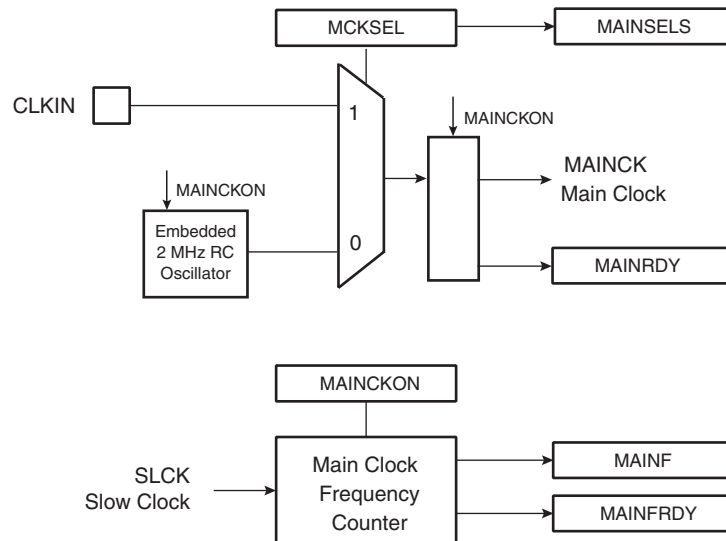 MCKSEL
MAINSELS
CLKIN
1
MAINCKON
MAINCK
Main Clock
MAINCKON
Embedded
2 MHz RC
Oscillator
0
MAINRDY
MAINCKON
SLCK
Slow Clock
Main Clock
Frequency
Counter
MAINF
MAINFRDY